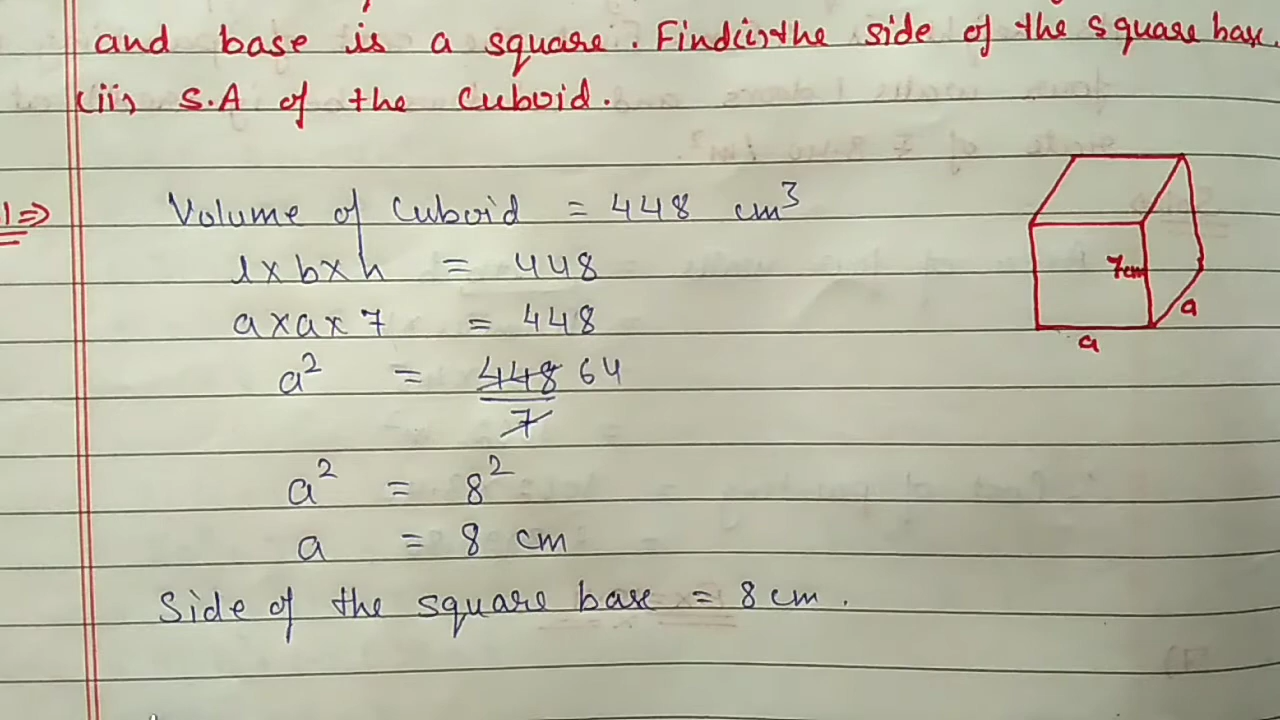 and base is a square. Find(i) the side of the square base.
(ii) S.A of the Cuboid.
1⇒
Volume of Cuboid = 448 cm³
l×b×h = 448
a×a×7 = 448
a² = 448 64
7
a² = 8²
a = 8 cm
Side of the square base = 8 cm.
7cm
a
a